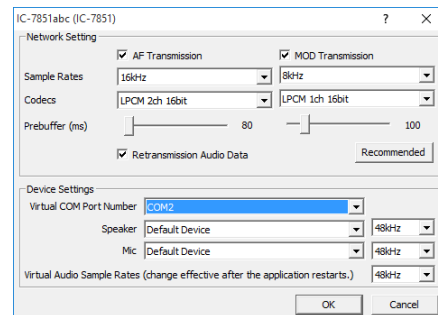 IC-7851abc (IC-7851) ? ×
Network Setting
AF Transmission MOD Transmission
Sample Rates 16kHz 8kHz
Codecs LPCM 2ch 16bit LPCM 1ch 16bit
Prebuffer (ms) 80 100
Retransmission Audio Data Recommended
Device Settings
Virtual COM Port Number COM2
Speaker Default Device 48kHz
Mic Default Device 48kHz
Virtual Audio Sample Rates (change effective after the application restarts.) 48kHz
OK Cancel